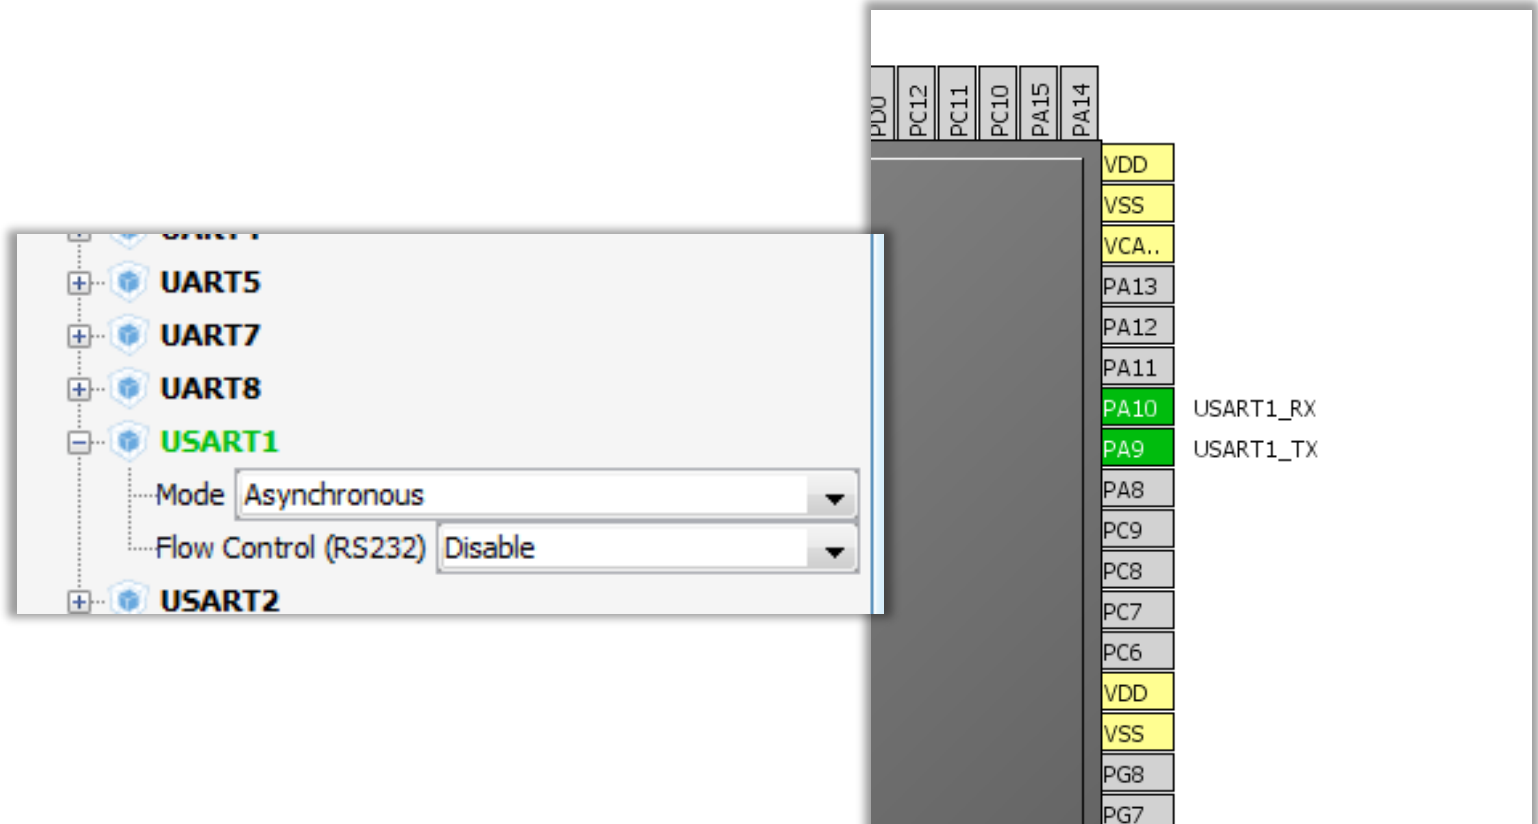 UART5
UART7
UART8
USART1
Mode Asynchronous
Flow Control (RS232) Disable
USART2
PD0
PC12
PC11
PC10
PA15
PA14
VDD
VSS
VCA..
PA13
PA12
PA11
PA10 USART1_RX
PA9 USART1_TX
PA8
PC9
PC8
PC7
PC6
VDD
VSS
PG8
PG7